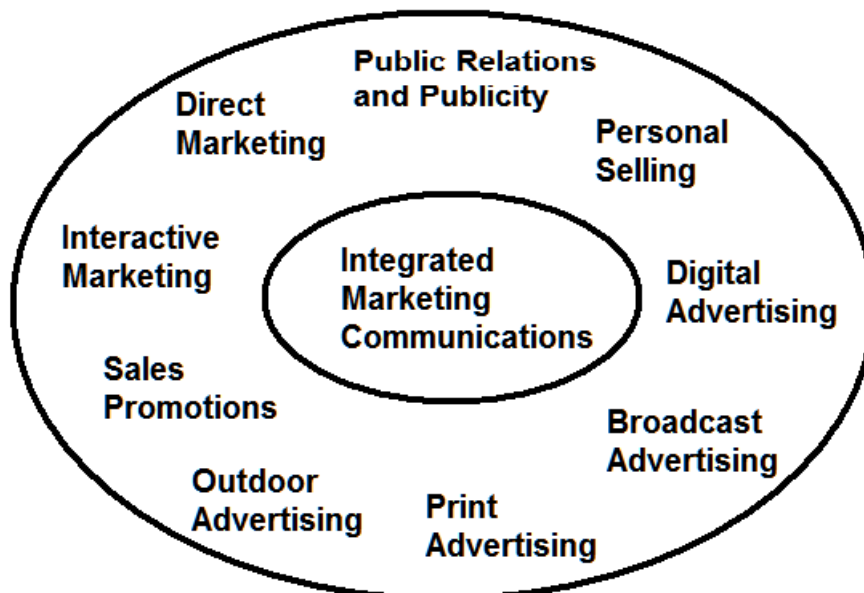 Public Relations
and Publicity
Direct
Marketing
Personal
Selling
Interactive
Marketing
Integrated
Marketing
Communications
Digital
Advertising
Sales
Promotions
Broadcast
Advertising
Outdoor
Advertising
Print
Advertising